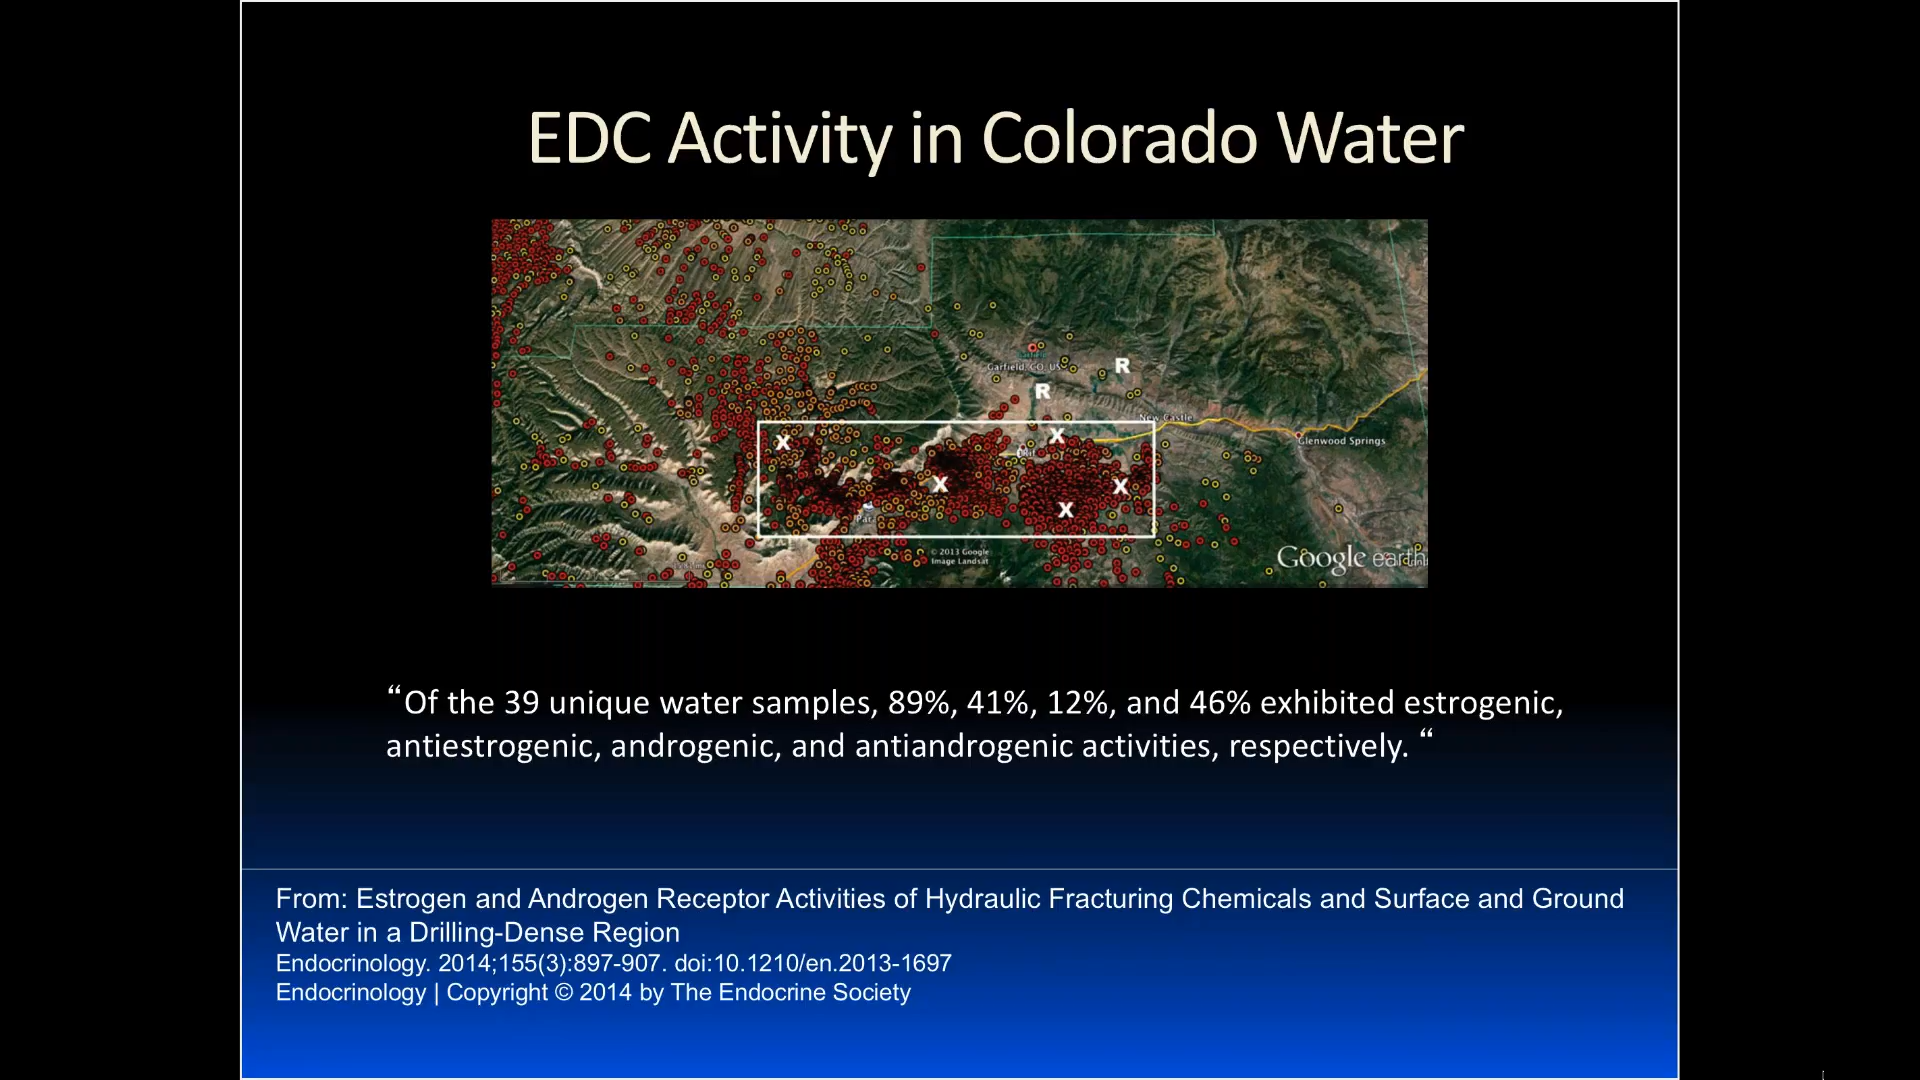 EDC Activity in Colorado Water
Garfield, CO, US
R
R
New Castle
Glenwood Springs
X
X
X
X
X
© 2013 Google
Image Landsat
Google earth
“Of the 39 unique water samples, 89%, 41%, 12%, and 46% exhibited estrogenic,
antiestrogenic, androgenic, and antiandrogenic activities, respectively. “
From: Estrogen and Androgen Receptor Activities of Hydraulic Fracturing Chemicals and Surface and Ground
Water in a Drilling-Dense Region
Endocrinology. 2014;155(3):897-907. doi:10.1210/en.2013-1697
Endocrinology | Copyright © 2014 by The Endocrine Society